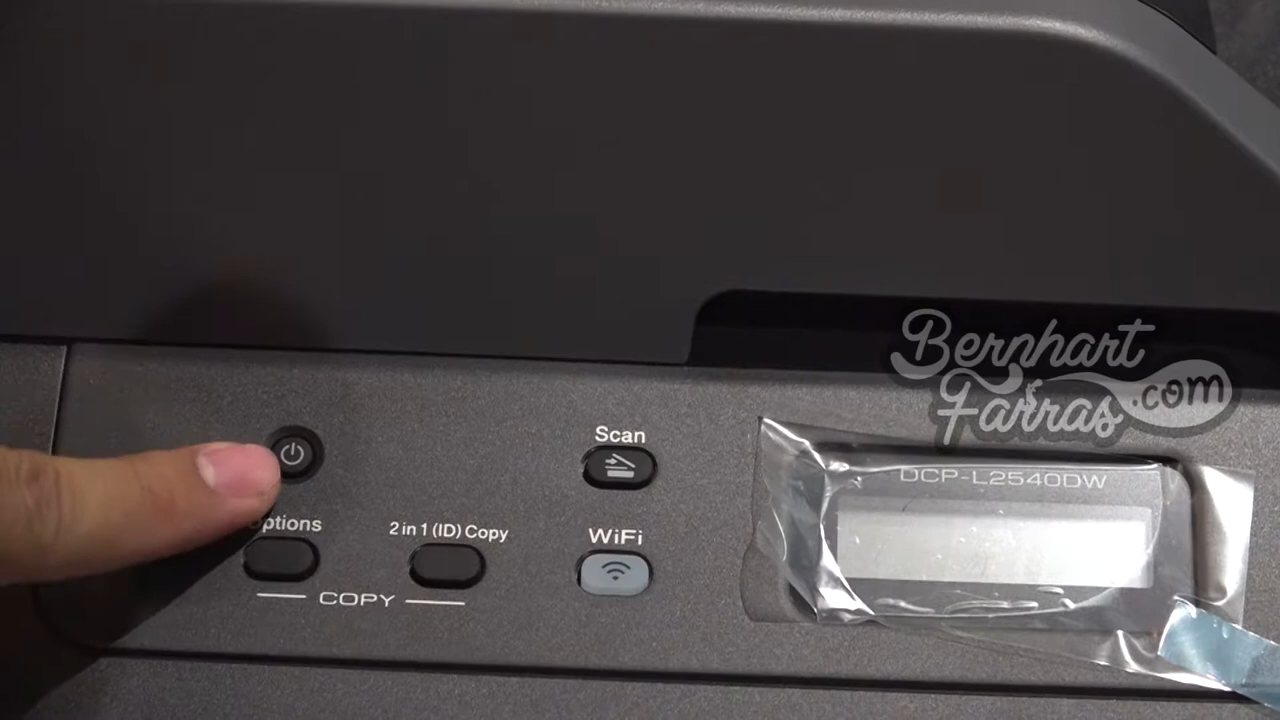 Bernhart
Farras
.com
Scan
DCP-L2540DW
ptions
2 in 1 (ID) Copy
WiFi
COPY